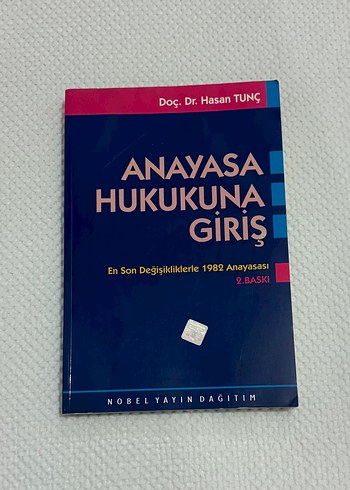 Doç. Dr. Hasan TUNÇ
ANAYASA
HUKUKUNA
GİRİŞ
En Son Değişikliklerle 1982 Anayasası
2.BASKI
NOBEL YAYIN DAĞITIM